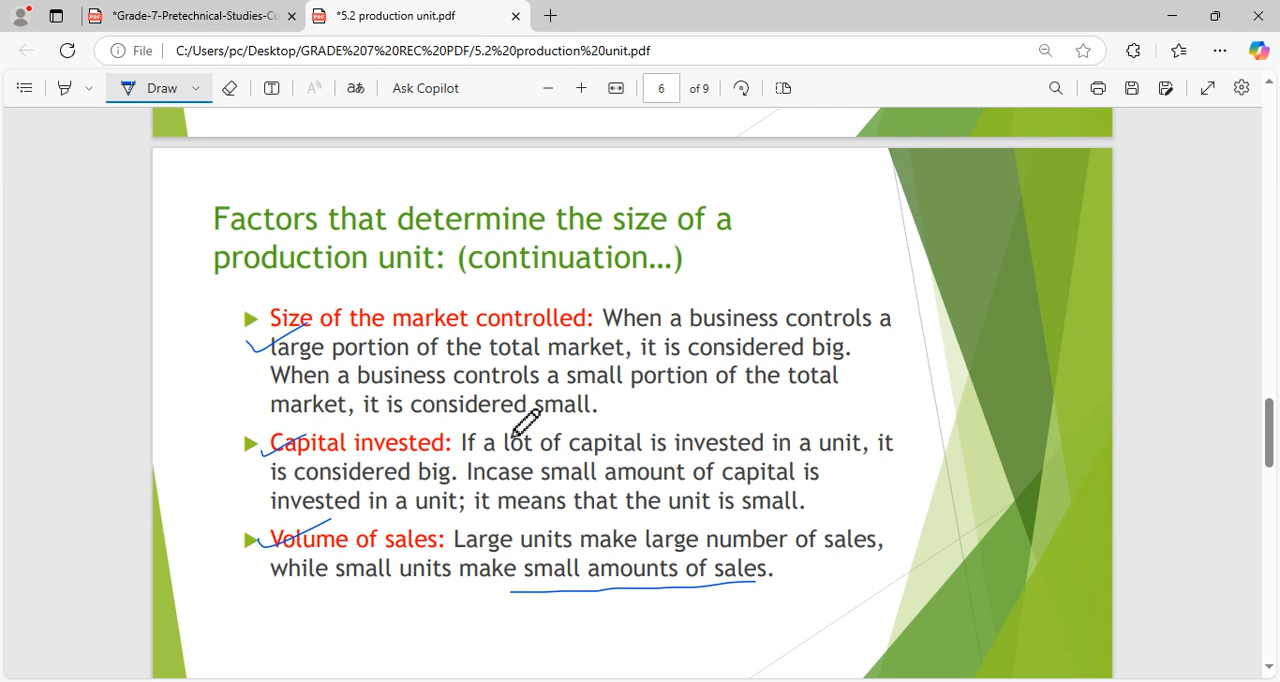 *Grade-7-Pretechnical-Studies-Cu
*5.2 production unit.pdf
File
C:/Users/pc/Desktop/GRADE%207%20REC%20PDF/5.2%20production%20unit.pdf
Draw
aあ
Ask Copilot
6 of 9
Factors that determine the size of a
production unit: (continuation…)
Size of the market controlled: When a business controls a
large portion of the total market, it is considered big.
When a business controls a small portion of the total
market, it is considered small.
Capital invested: If a lot of capital is invested in a unit, it
is considered big. Incase small amount of capital is
invested in a unit; it means that the unit is small.
Volume of sales: Large units make large number of sales,
while small units make small amounts of sales.